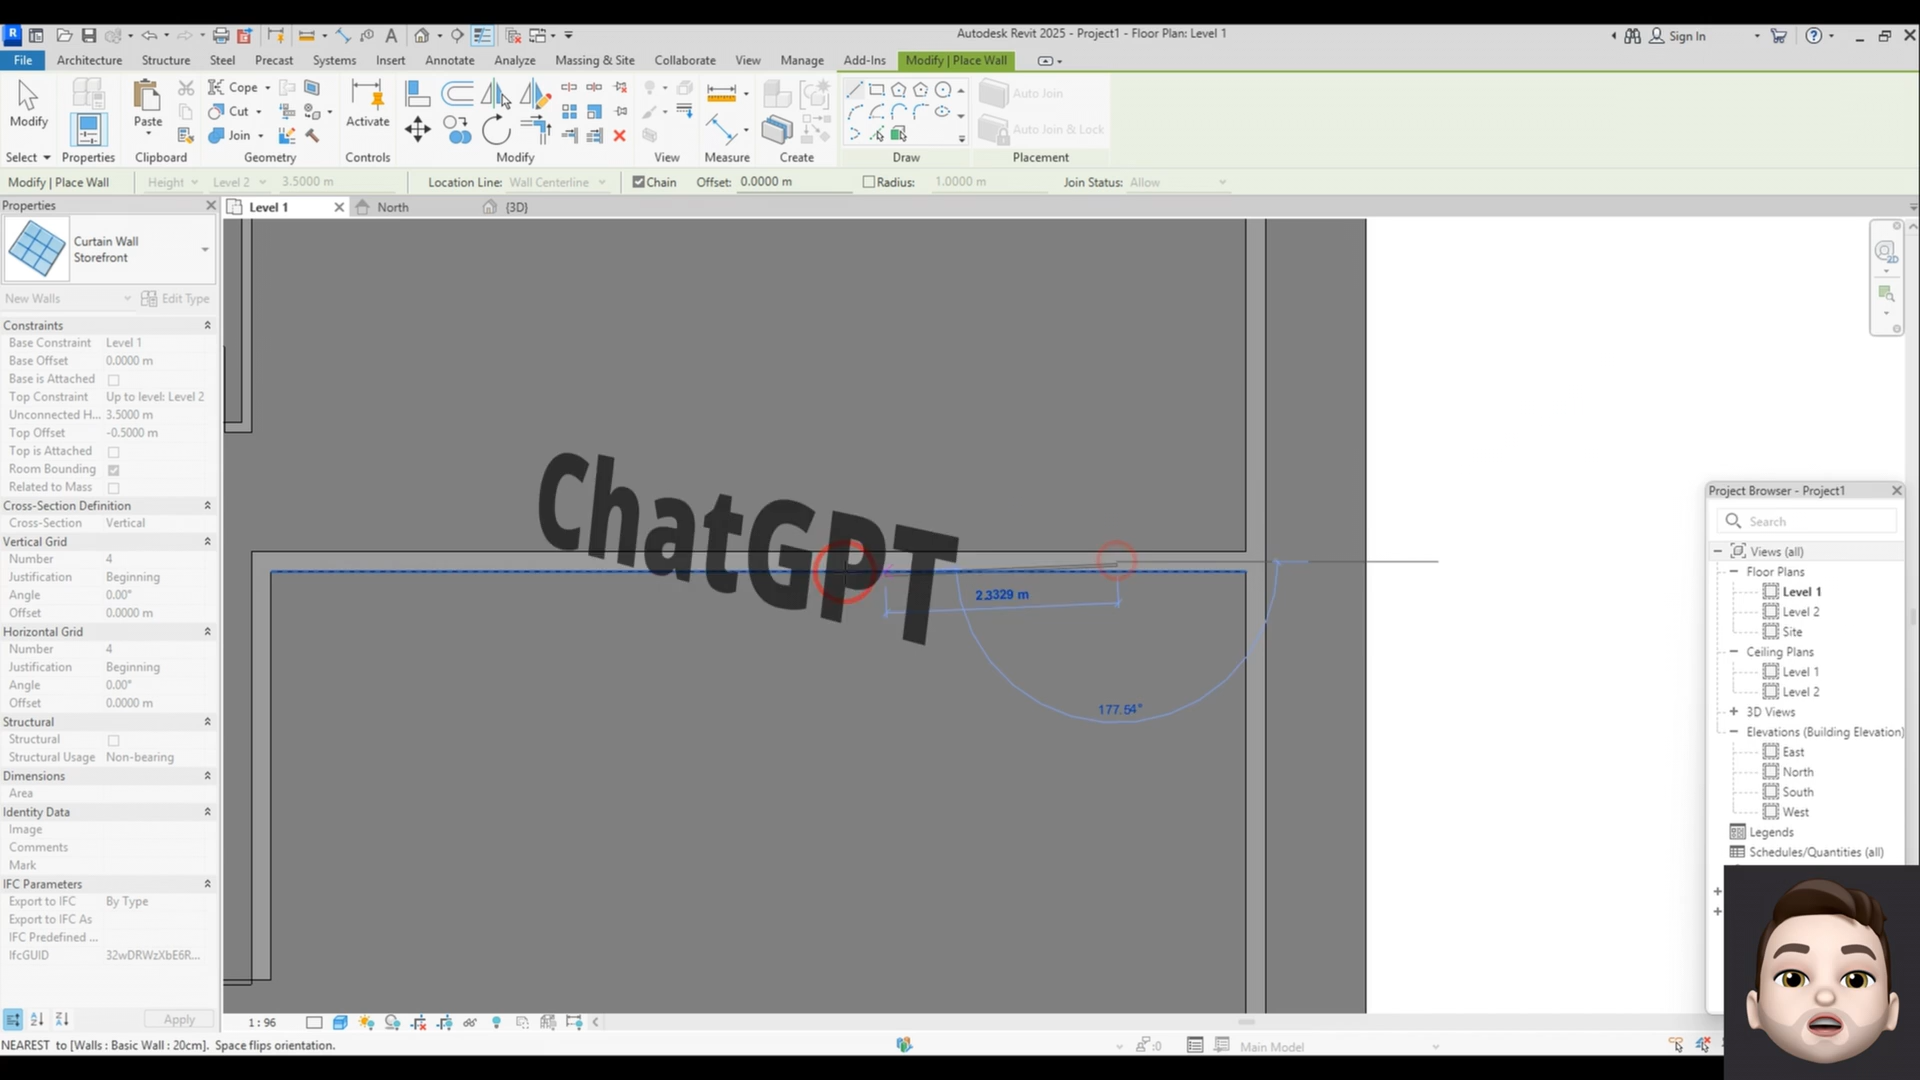 Autodesk Revit 2025 - Project1 - Floor Plan: Level 1
Sign In
File Architecture Structure Steel Precast Systems Insert Annotate Analyze Massing & Site Collaborate View Manage Add-Ins Modify | Place Wall
Modify
Select
Properties
Paste
Clipboard
Cope
Cut
Join
Geometry
Activate
Controls
Modify
View
Measure
Create
Draw
Auto Join
Auto Join & Lock
Placement
Modify | Place Wall Height Level 2 3.5000 m Location Line: Wall Centerline Chain Offset: 0.0000 m Radius: 1.0000 m Join Status: Allow
Properties
Level 1 North {3D}
Curtain Wall
Storefront
New Walls Edit Type
Constraints
Base Constraint Level 1
Base Offset 0.0000 m
Base is Attached
Top Constraint Up to level: Level 2
Unconnected H... 3.5000 m
Top Offset -0.5000 m
Top is Attached
Room Bounding
Related to Mass
Cross-Section Definition
Cross-Section Vertical
Vertical Grid
Number 4
Justification Beginning
Angle 0.00°
Offset 0.0000 m
Horizontal Grid
Number 4
Justification Beginning
Angle 0.00°
Offset 0.0000 m
Structural
Structural
Structural Usage Non-bearing
Dimensions
Area
Identity Data
Image
Comments
Mark
IFC Parameters
Export to IFC By Type
Export to IFC As
IFC Predefined ...
IfcGUID 32wDRWzXbE6R...
Apply
ChatGPT
2.3329 m
177.54°
Project Browser - Project1
Search
Views (all)
Floor Plans
Level 1
Level 2
Site
Ceiling Plans
Level 1
Level 2
3D Views
Elevations (Building Elevation)
East
North
South
West
Legends
Schedules/Quantities (all)
1 : 96
NEAREST to [Walls : Basic Wall : 20cm]. Space flips orientation.
:0
Main Model